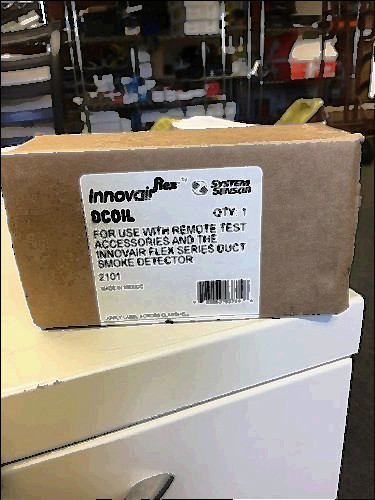 innovairflex™ SYSTEM SENSOR
DCOIL QTY 1
FOR USE WITH REMOTE TEST
ACCESSORIES AND THE
INNOVAIR FLEX SERIES DUCT
SMOKE DETECTOR
2101
MADE IN MEXICO